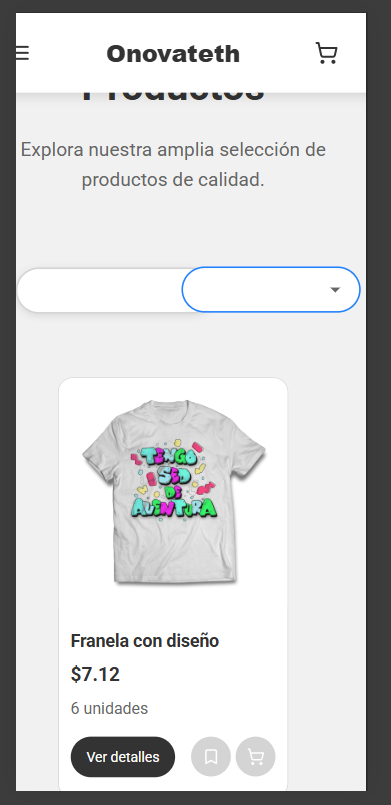 Onovateth
Productos
Explora nuestra amplia selección de
productos de calidad.
TENGO
SED
DE
AVENTURA
Franela con diseño
$7.12
6 unidades
Ver detalles